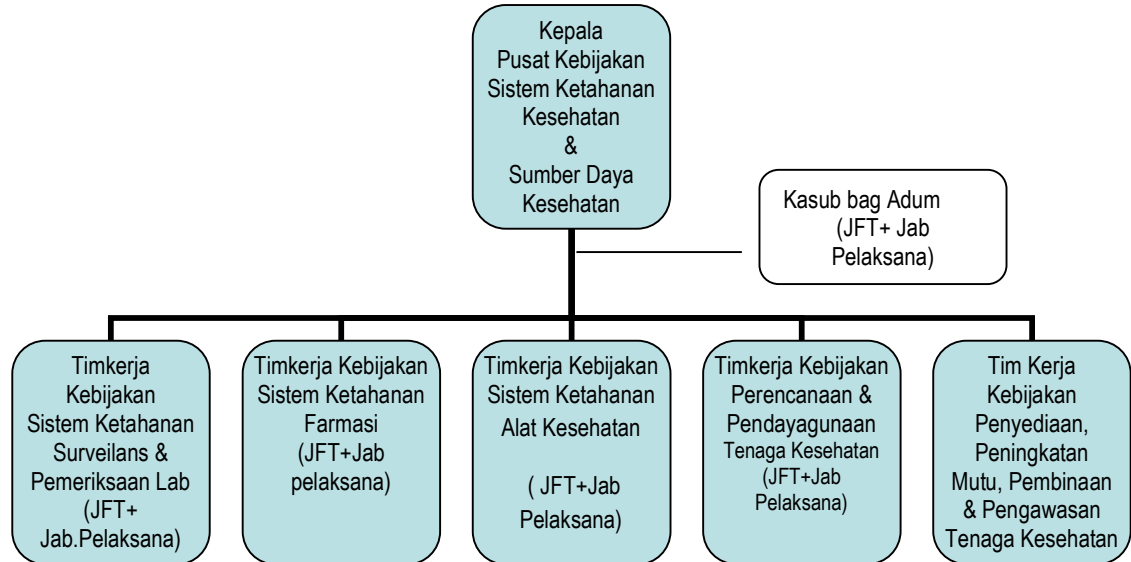 Kepala
Pusat Kebijakan
Sistem Ketahanan
Kesehatan
&
Sumber Daya
Kesehatan
Kasub bag Adum
(JFT+ Jab
Pelaksana)
Timkerja
Kebijakan
Sistem Ketahanan
Surveilans &
Pemeriksaan Lab
(JFT+
Jab.Pelaksana)
Timkerja Kebijakan
Sistem Ketahanan
Farmasi
(JFT+Jab
pelaksana)
Timkerja Kebijakan
Sistem Ketahanan
Alat Kesehatan
( JFT+Jab
Pelaksana)
Timkerja Kebijakan
Perencanaan &
Pendayagunaan
Tenaga Kesehatan
(JFT+Jab
Pelaksana)
Tim Kerja
Kebijakan
Penyediaan,
Peningkatan
Mutu, Pembinaan
& Pengawasan
Tenaga Kesehatan